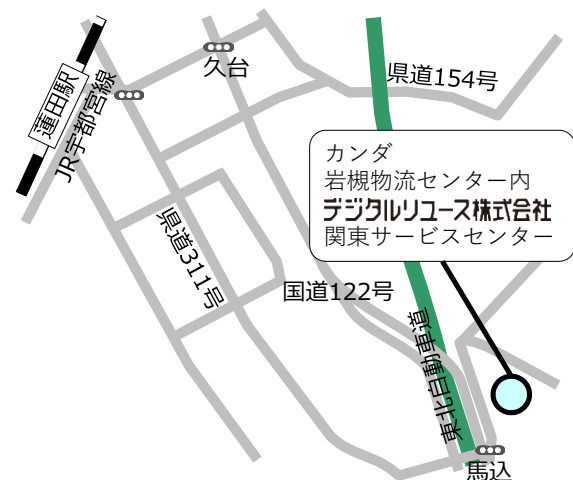 久台
県道154号
蓮田駅
JR宇都宮線
カンダ
岩槻物流センター内
デジタルリユース株式会社
関東サービスセンター
県道311号
国道122号
東北自動車道
馬込